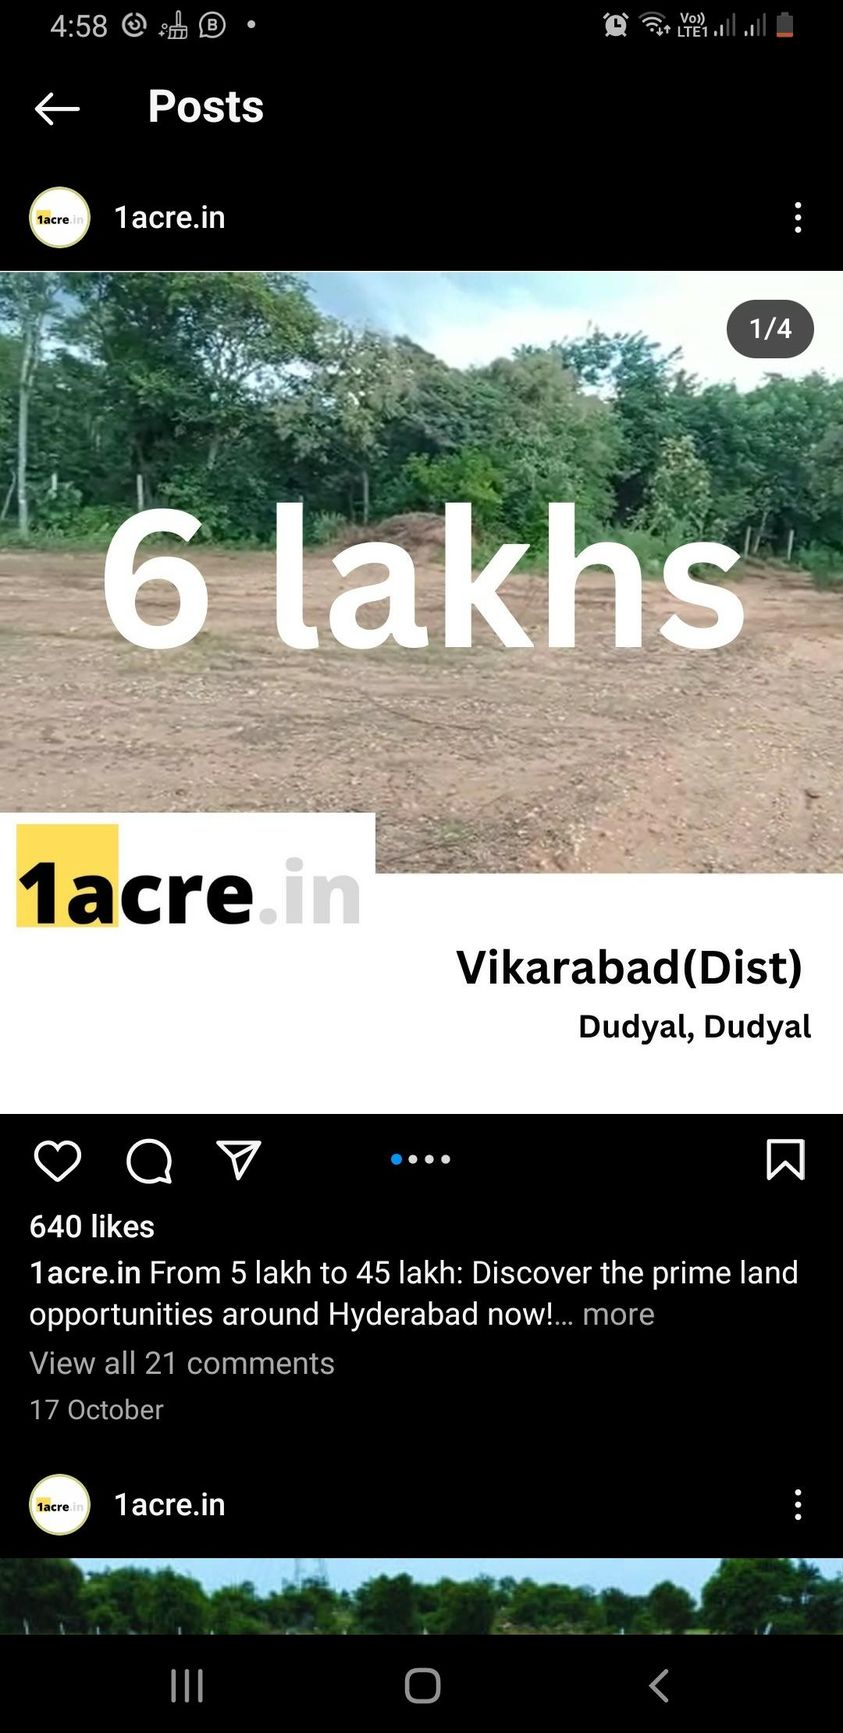 4:58
B
Vo))
LTE1
Posts
1acre.in
1acre.in
1/4
6 lakhs
1acre.in
Vikarabad(Dist)
Dudyal, Dudyal
640 likes
1acre.in From 5 lakh to 45 lakh: Discover the prime land
opportunities around Hyderabad now!... more
View all 21 comments
17 October
1acre.in
1acre.in